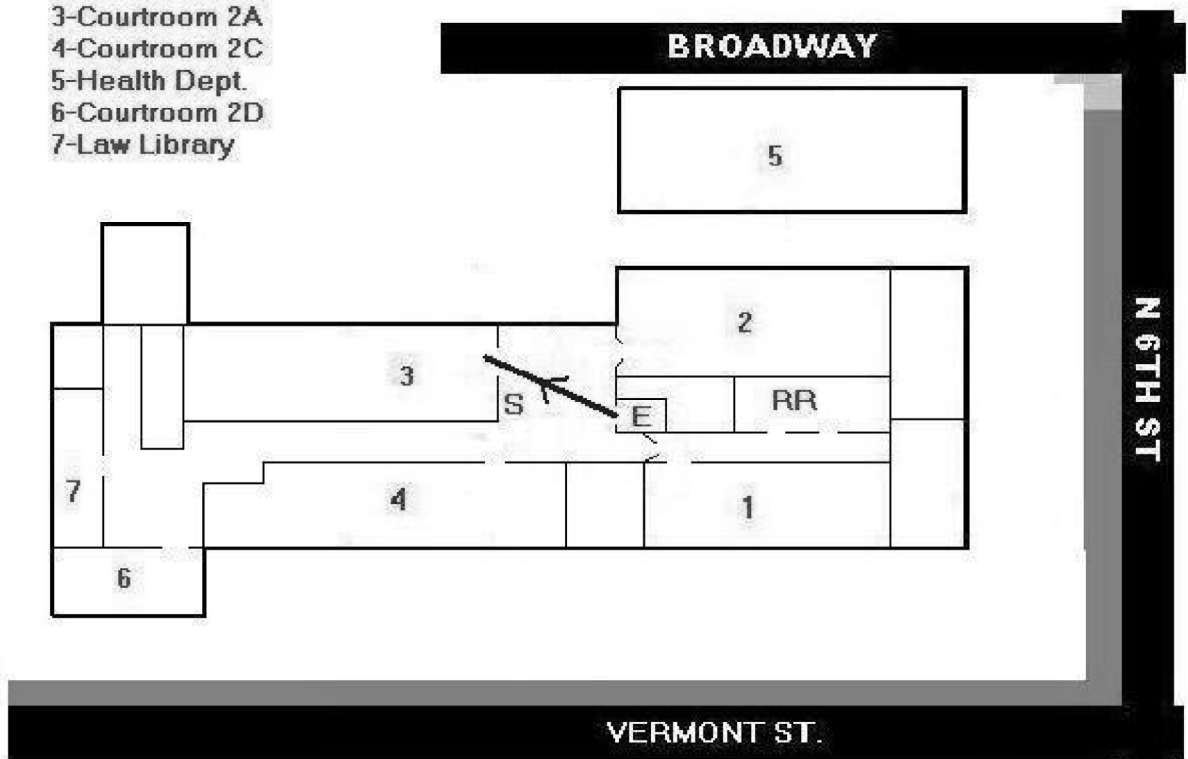 3-Courtroom 2A
4-Courtroom 2C
5-Health Dept.
6-Courtroom 2D
7-Law Library
BROADWAY
5
2
N 6TH ST
3
RR
S
E
7
4
1
6
VERMONT ST.